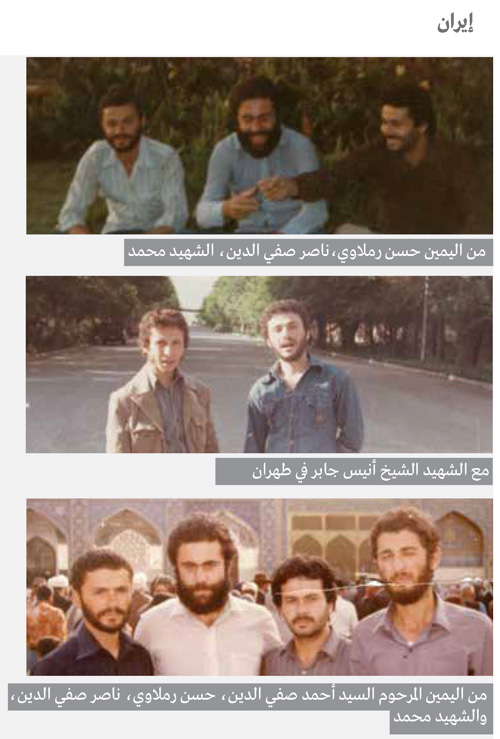 إيران
من اليمين حسن رملاوي، ناصر صفي الدين، الشهيد محمد
مع الشهيد الشيخ أنيس جابر في طهران
من اليمين المرحوم السيد أحمد صفي الدين، حسن رملاوي، ناصر صفي الدين،
والشهيد محمد